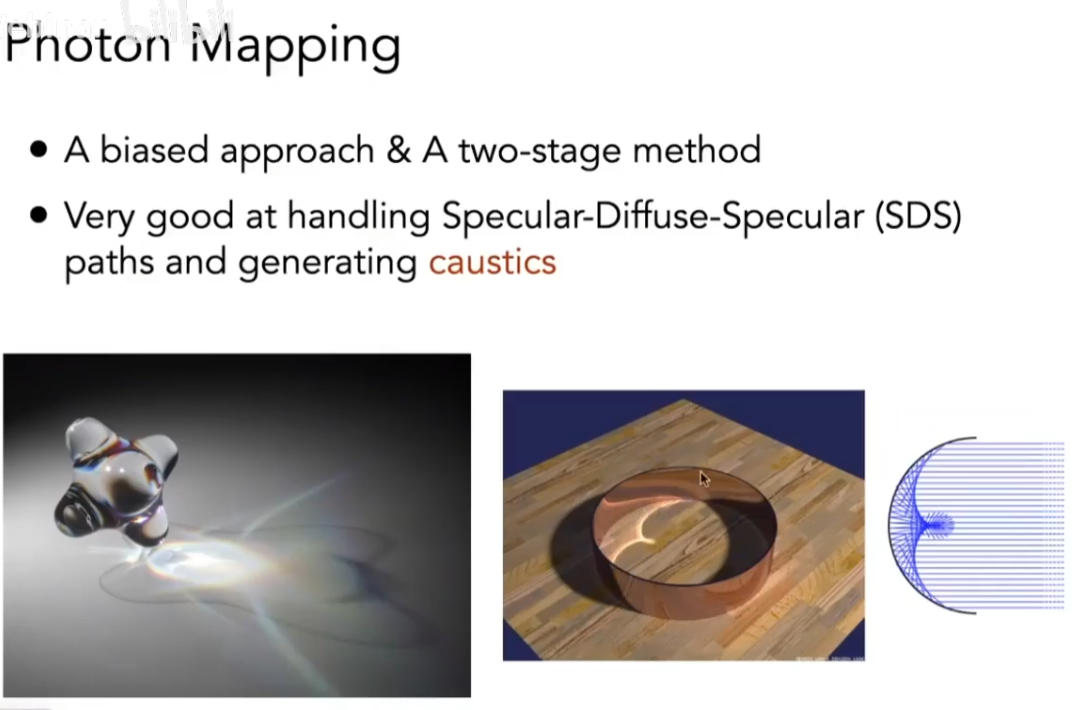 Photon Mapping
• A biased approach & A two-stage method
• Very good at handling Specular-Diffuse-Specular (SDS)
paths and generating caustics